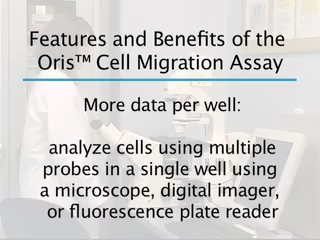 Features and Benefits of the
Oris™ Cell Migration Assay
More data per well:
analyze cells using multiple
probes in a single well using
a microscope, digital imager,
or fluorescence plate reader